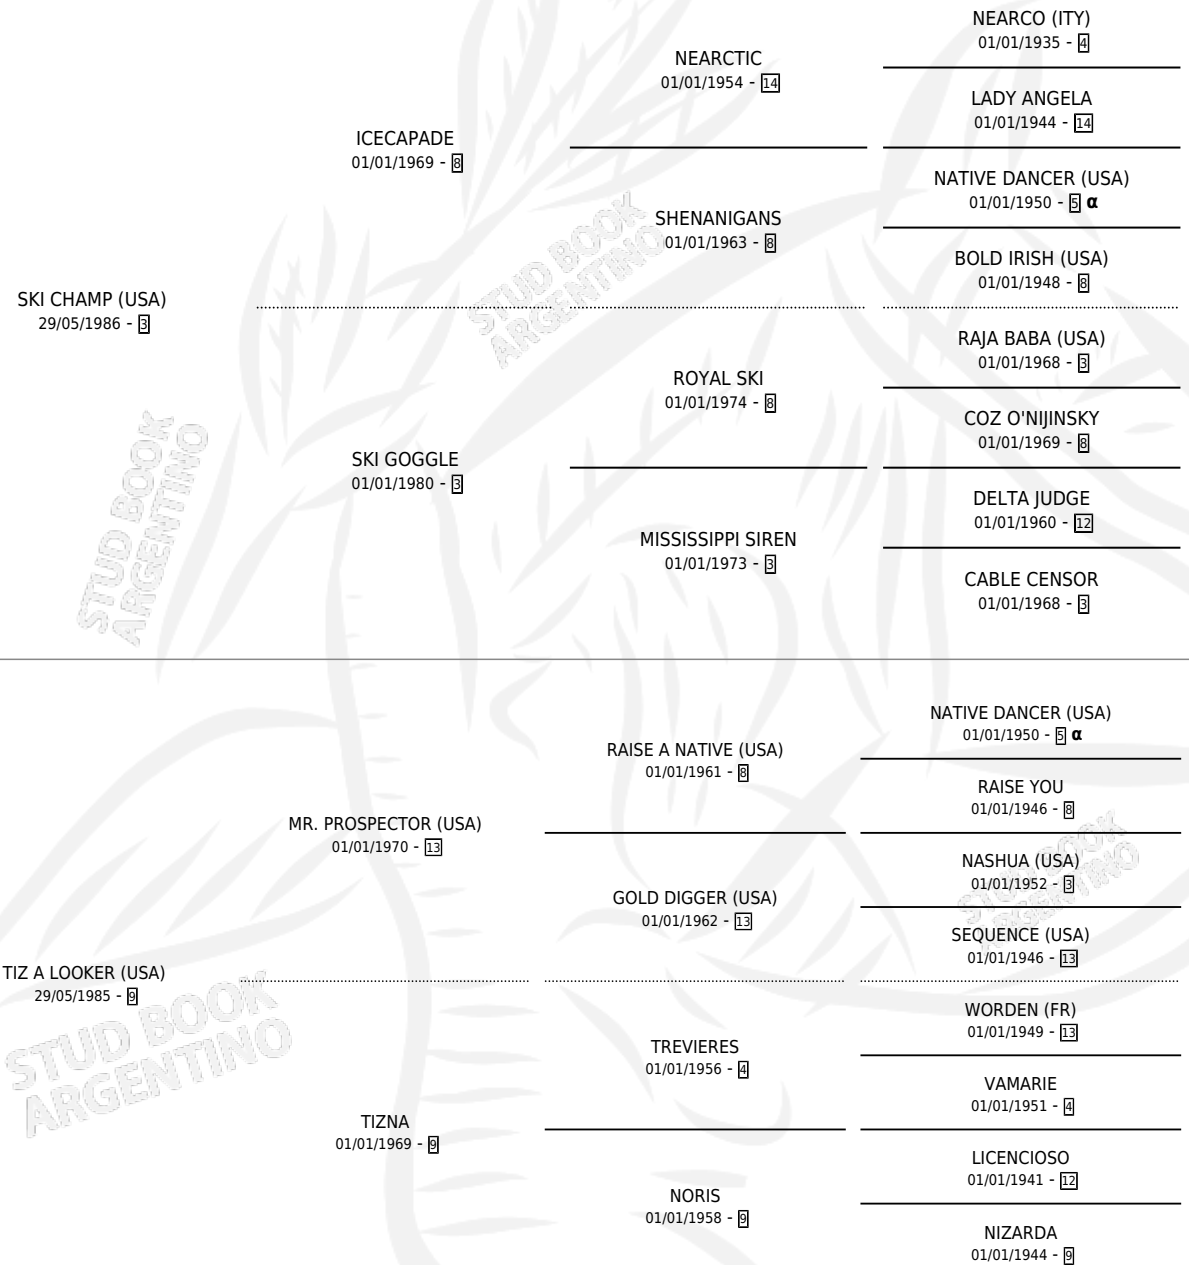 NEARCO (ITY)
01/01/1935 - 4
NEARCTIC
01/01/1954 - 14
LADY ANGELA
01/01/1944 - 14
ICECAPADE
01/01/1969 - 8
NATIVE DANCER (USA)
01/01/1950 - 5 α
SHENANIGANS
01/01/1963 - 8
BOLD IRISH (USA)
01/01/1948 - 8
SKI CHAMP (USA)
29/05/1986 - 3
RAJA BABA (USA)
01/01/1968 - 3
ROYAL SKI
01/01/1974 - 8
COZ O'NIJINSKY
01/01/1969 - 8
SKI GOGGLE
01/01/1980 - 3
DELTA JUDGE
01/01/1960 - 12
MISSISSIPPI SIREN
01/01/1973 - 3
CABLE CENSOR
01/01/1968 - 3
NATIVE DANCER (USA)
01/01/1950 - 5 α
RAISE A NATIVE (USA)
01/01/1961 - 8
RAISE YOU
01/01/1946 - 8
MR. PROSPECTOR (USA)
01/01/1970 - 13
NASHUA (USA)
01/01/1952 - 3
GOLD DIGGER (USA)
01/01/1962 - 13
SEQUENCE (USA)
01/01/1946 - 13
TIZ A LOOKER (USA)
29/05/1985 - 9
WORDEN (FR)
01/01/1949 - 13
TREVIERES
01/01/1956 - 4
VAMARIE
01/01/1951 - 4
TIZNA
01/01/1969 - 9
LICENCIOSO
01/01/1941 - 12
NORIS
01/01/1958 - 9
NIZARDA
01/01/1944 - 9
STUD BOOK
ARGENTINO
STUD BOOK
ARGENTINO
STUD BOOK
ARGENTINO
STUD BOOK
ARGENTINO